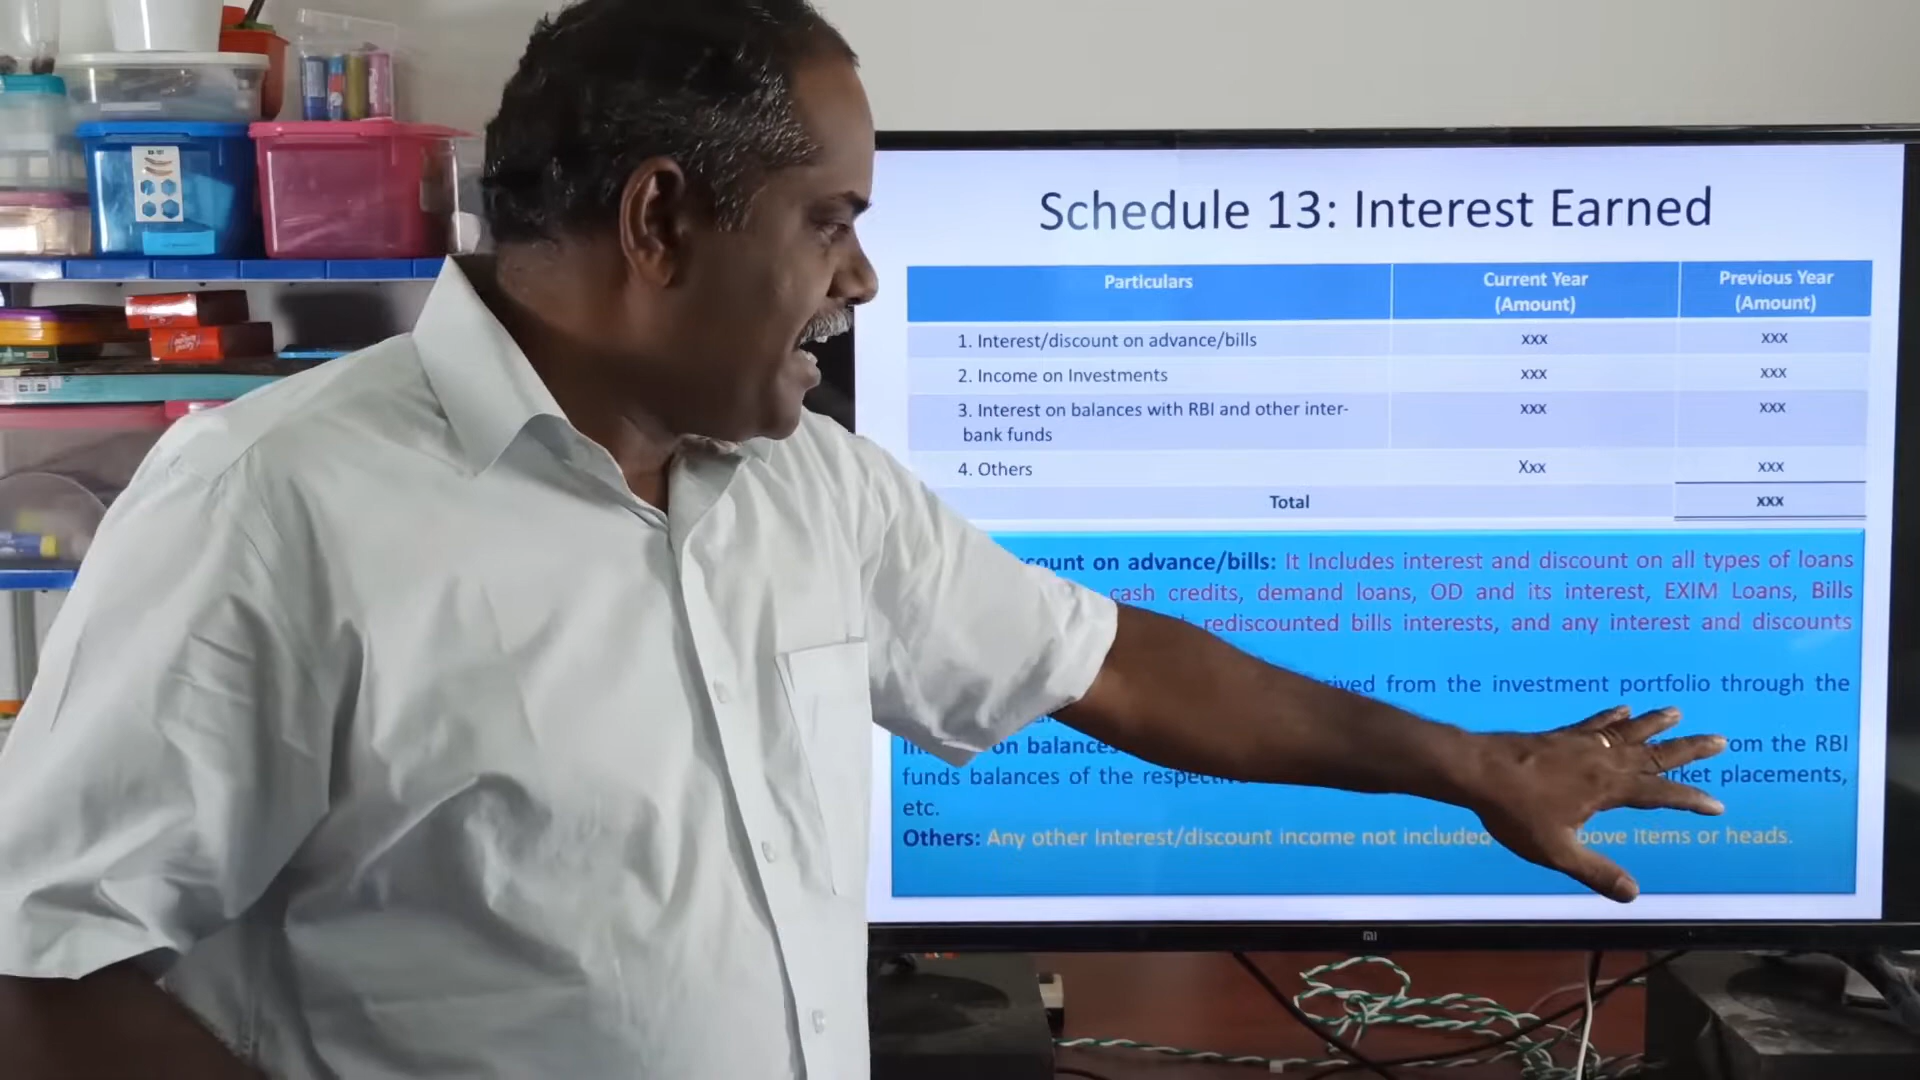 Schedule 13: Interest Earned
Particulars
Current Year
(Amount)
Previous Year
(Amount)
1. Interest/discount on advance/bills xxx xxx
2. Income on Investments xxx xxx
3. Interest on balances with RBI and other inter-
bank funds
xxx xxx
4. Others Xxx xxx
Total xxx
count on advance/bills: It Includes interest and discount on all types of loans
cash credits, demand loans, OD and its interest, EXIM Loans, Bills
rediscounted bills interests, and any interest and discounts
from the investment portfolio through the
on balances om the RBI
funds balances of the placements,
etc.
Others: Any other Interest/discount income not included bove items or heads.
mi